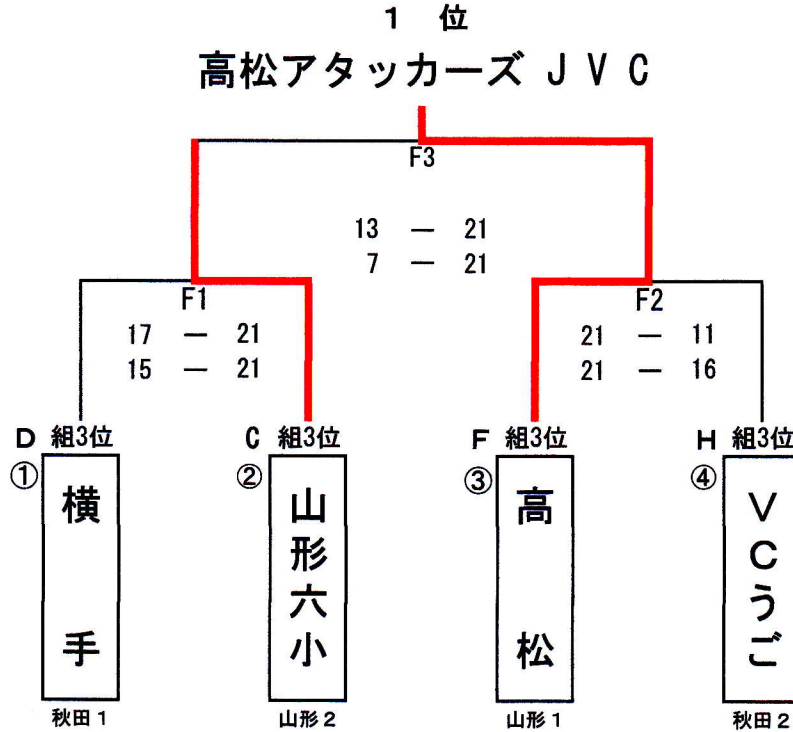 1 位
高松アタッカーズ J V C
F3
13 — 21
7 — 21
F1
17 — 21
15 — 21
F2
21 — 11
21 — 16
D 組3位
C 組3位
F 組3位
H 組3位
① 横手
② 山形六小
③ 高松
④ VCうご
秋田1
山形2
山形1
秋田2